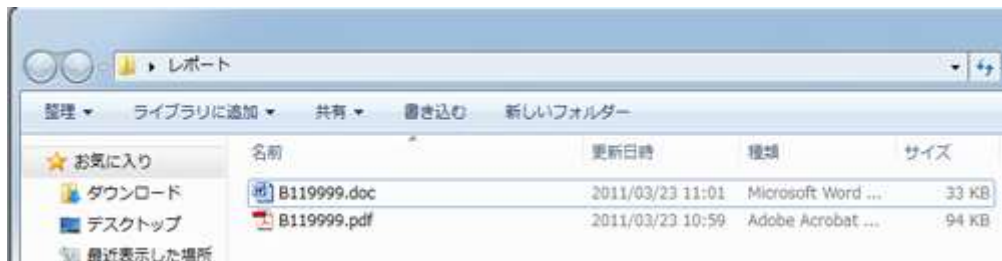 レポート
整理 ライブラリに追加 共有 書き込む 新しいフォルダー
お気に入り
ダウンロード
デスクトップ
最近表示した場所
名前 更新日時 種類 サイズ
B119999.doc 2011/03/23 11:01 Microsoft Word ... 33 KB
B119999.pdf 2011/03/23 10:59 Adobe Acrobat ... 94 KB